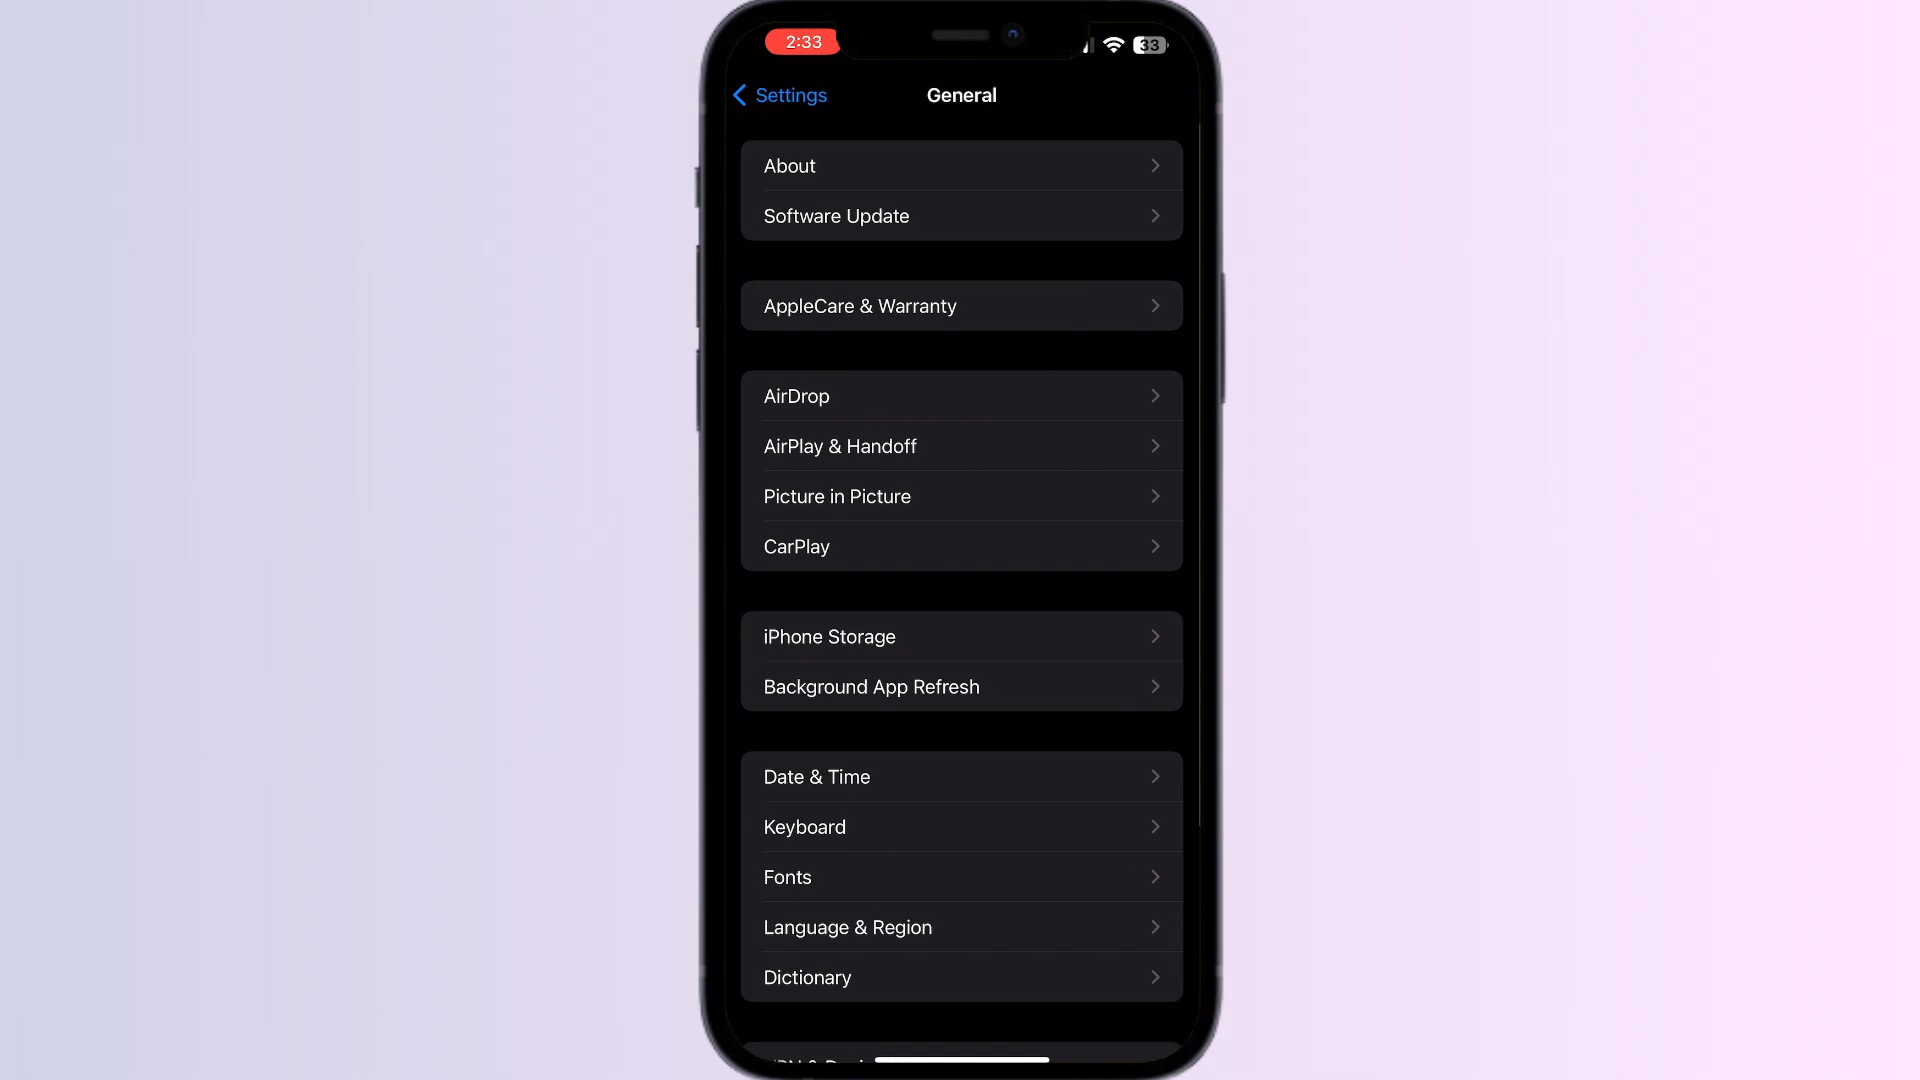 2:33
33
Settings
General
About
Software Update
AppleCare & Warranty
AirDrop
AirPlay & Handoff
Picture in Picture
CarPlay
iPhone Storage
Background App Refresh
Date & Time
Keyboard
Fonts
Language & Region
Dictionary